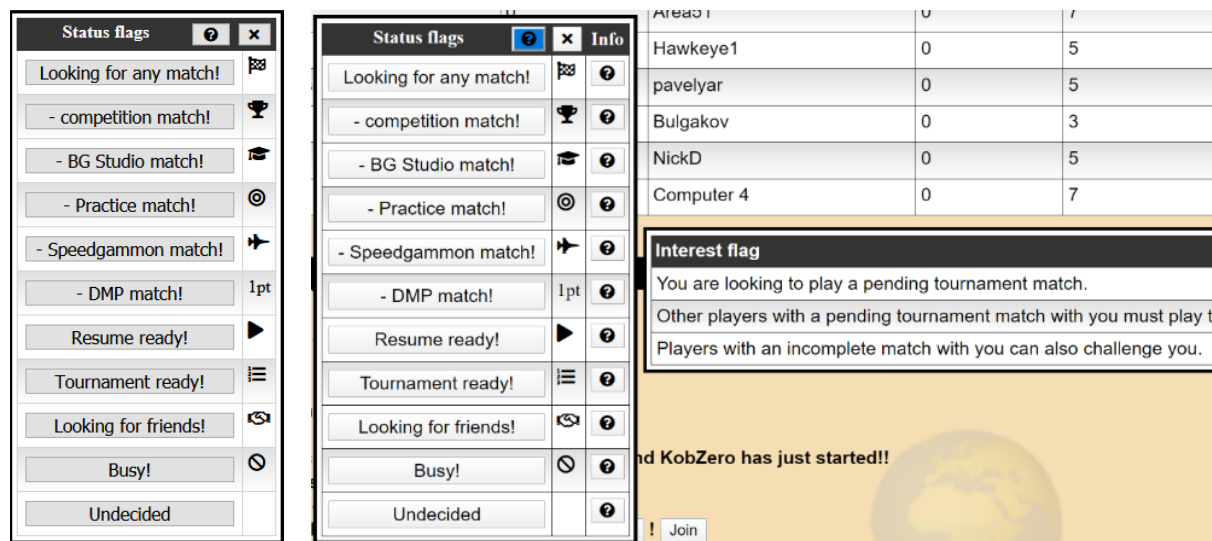 Status flags
Looking for any match!
- competition match!
- BG Studio match!
- Practice match!
- Speedgammon match!
- DMP match! 1pt
Resume ready!
Tournament ready!
Looking for friends!
Busy!
Undecided
Status flags Info
Looking for any match!
- competition match!
- BG Studio match!
- Practice match!
- Speedgammon match!
- DMP match! 1pt
Resume ready!
Tournament ready!
Looking for friends!
Busy!
Undecided
Area51 0 7
Hawkeye1 0 5
pavelyar 0 5
Bulgakov 0 3
NickD 0 5
Computer 4 0 7
Interest flag
You are looking to play a pending tournament match.
Other players with a pending tournament match with you must play
Players with an incomplete match with you can also challenge you.
KobZero has just started!!
! Join